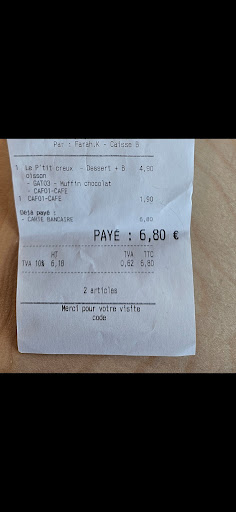 Par : Farah.K - Caisse B
1 Le P'tit creux - Dessert + B 4,90
oisson
- GAT03 - Muffin chocolat
- CAF01-CAFE
1 CAF01-CAFE 1,90
Déjà payé :
- CARTE BANCAIRE 6,80
PAYE : 6,80 €
HT TVA TTC
TVA 10% 6,18 0,62 6,80
2 articles
Merci pour votre visite
code